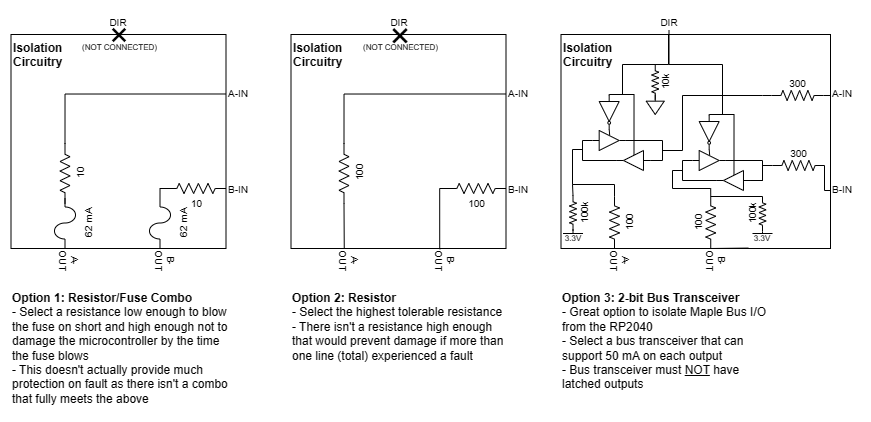 DIR
Isolation Circuitry
(NOT CONNECTED)
A-IN
10
B-IN
10
62 mA
62 mA
A-OUT
B-OUT
Option 1: Resistor/Fuse Combo
- Select a resistance low enough to blow
the fuse on short and high enough not to
damage the microcontroller by the time
the fuse blows
- This doesn't actually provide much
protection on fault as there isn't a combo
that fully meets the above
DIR
Isolation Circuitry
(NOT CONNECTED)
A-IN
100
B-IN
100
A-OUT
B-OUT
Option 2: Resistor
- Select the highest tolerable resistance
- There isn't a resistance high enough
that would prevent damage if more than
one line (total) experienced a fault
DIR
Isolation Circuitry
10k
300
A-IN
300
B-IN
100k
100
100
100k
3.3V
3.3V
A-OUT
B-OUT
Option 3: 2-bit Bus Transceiver
- Great option to isolate Maple Bus I/O
from the RP2040
- Select a bus transceiver that can
support 50 mA on each output
- Bus transceiver must NOT have
latched outputs